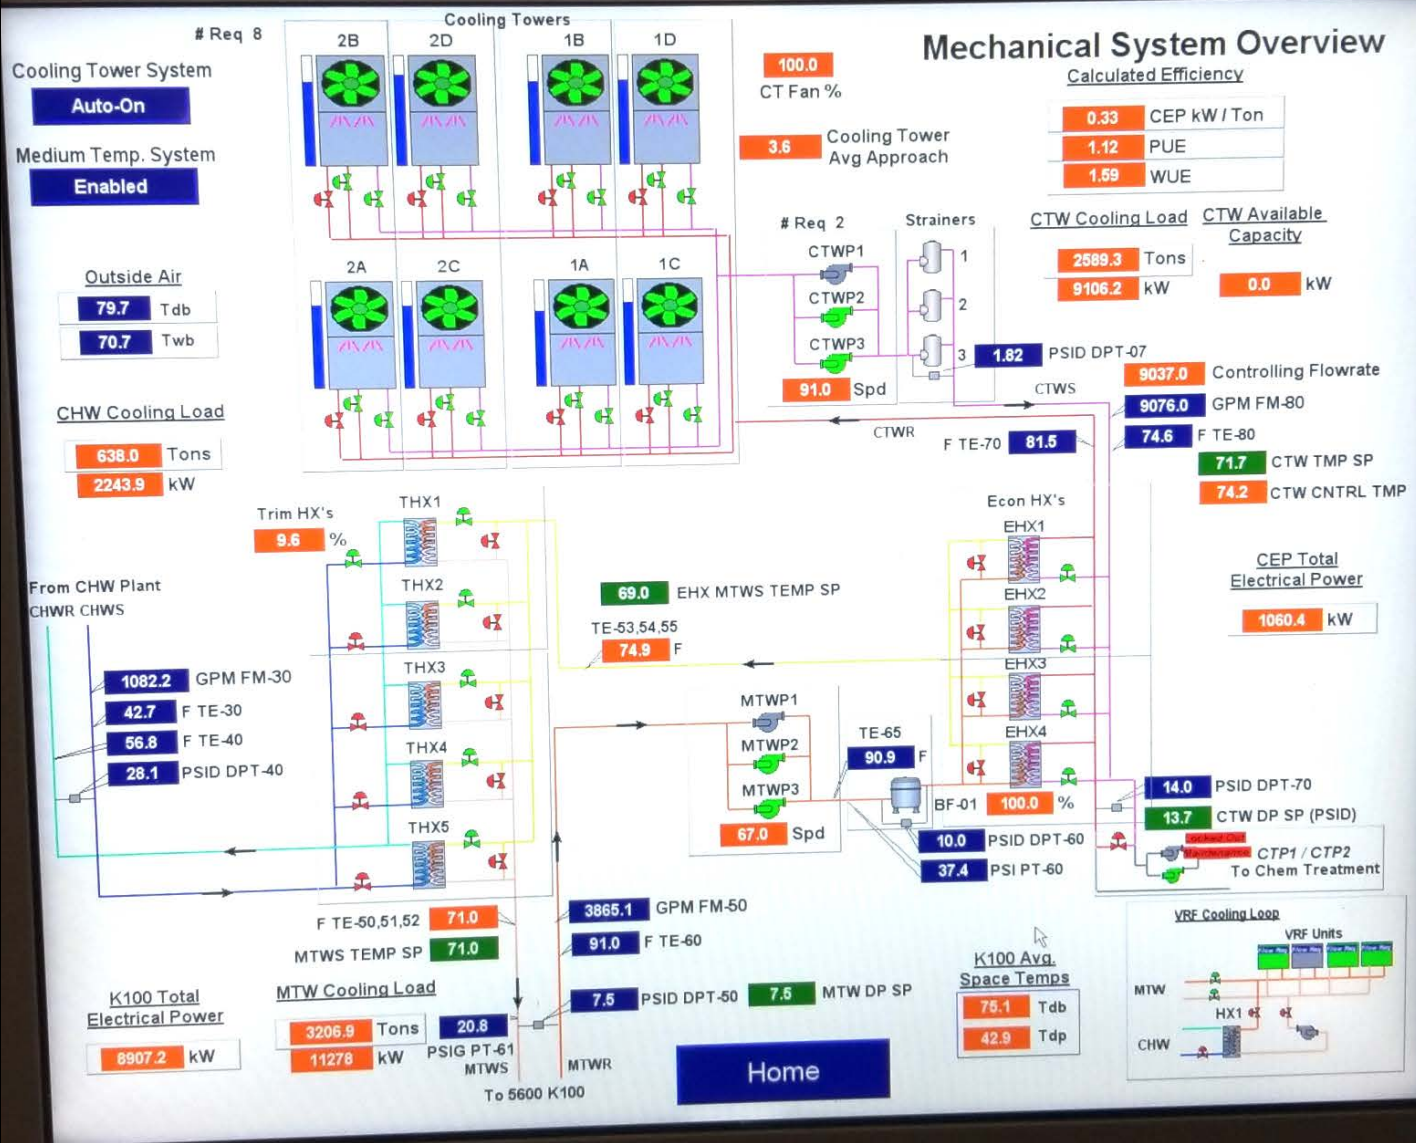 Mechanical System Overview
# Req 8
Cooling Towers
2B 2D 1B 1D
Cooling Tower System
Auto-On
Medium Temp. System
Enabled
100.0
CT Fan %
3.6 Cooling Tower
Avg Approach
Calculated Efficiency
0.33 CEP kW / Ton
1.12 PUE
1.59 WUE
Outside Air
79.7 Tdb
70.7 Twb
2A 2C 1A 1C
# Req 2
CTWP1
CTWP2
CTWP3
91.0 Spd
Strainers
1
2
3
1.82 PSID DPT-07
CTW Cooling Load
2589.3 Tons
9106.2 kW
CTW Available
Capacity
0.0 kW
CTWS
CTWR
9037.0 Controlling Flowrate
9076.0 GPM FM-80
74.6 F TE-80
F TE-70 81.5
71.7 CTW TMP SP
74.2 CTW CNTRL TMP
CHW Cooling Load
638.0 Tons
2243.9 kW
Trim HX's
9.6 %
THX1
THX2
THX3
THX4
THX5
Econ HX's
EHX1
EHX2
EHX3
EHX4
CEP Total
Electrical Power
1060.4 kW
From CHW Plant
CHWR CHWS
1082.2 GPM FM-30
42.7 F TE-30
56.8 F TE-40
28.1 PSID DPT-40
69.0 EHX MTWS TEMP SP
TE-53,54,55
74.9 F
MTWP1
MTWP2
MTWP3
67.0 Spd
TE-65
90.9 F
BF-01 100.0 %
10.0 PSID DPT-60
37.4 PSI PT-60
14.0 PSID DPT-70
13.7 CTW DP SP (PSID)
Locked Out
Maintenance
CTP1 / CTP2
To Chem Treatment
F TE-50,51,52 71.0
MTWS TEMP SP 71.0
3865.1 GPM FM-50
91.0 F TE-60
7.5 PSID DPT-50
7.5 MTW DP SP
K100 Total
Electrical Power
8907.2 kW
MTW Cooling Load
3206.9 Tons
11278 kW
20.8
PSIG PT-61
MTWS
MTWR
To 5600 K100
Home
K100 Avg.
Space Temps
75.1 Tdb
42.9 Tdp
VRF Cooling Loop
VRF Units
MTW
HX1
CHW